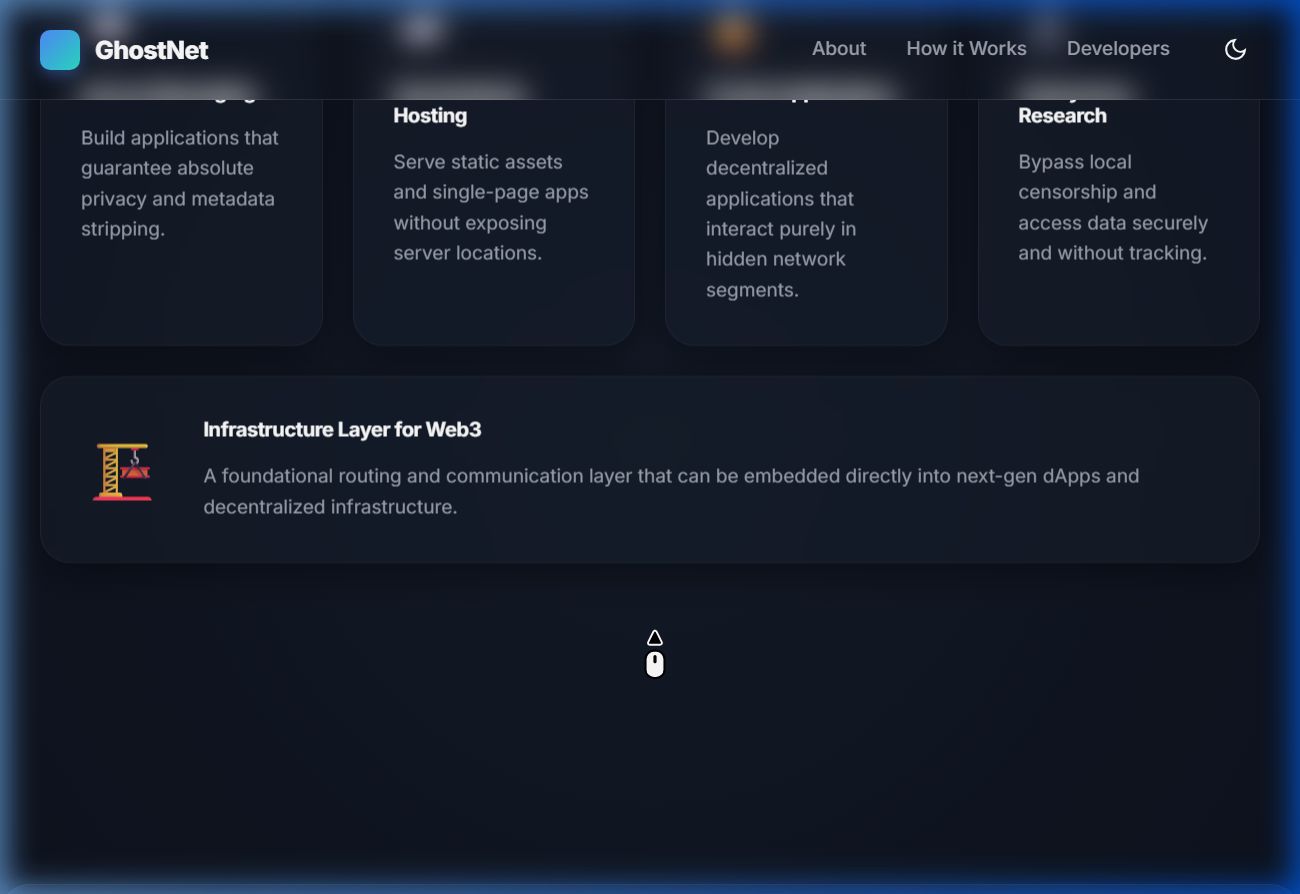 GhostNet
About
How it Works
Developers
Build applications that
guarantee absolute
privacy and metadata
stripping.
Hosting
Serve static assets
and single-page apps
without exposing
server locations.
Develop
decentralized
applications that
interact purely in
hidden network
segments.
Research
Bypass local
censorship and
access data securely
and without tracking.
Infrastructure Layer for Web3
A foundational routing and communication layer that can be embedded directly into next-gen dApps and
decentralized infrastructure.